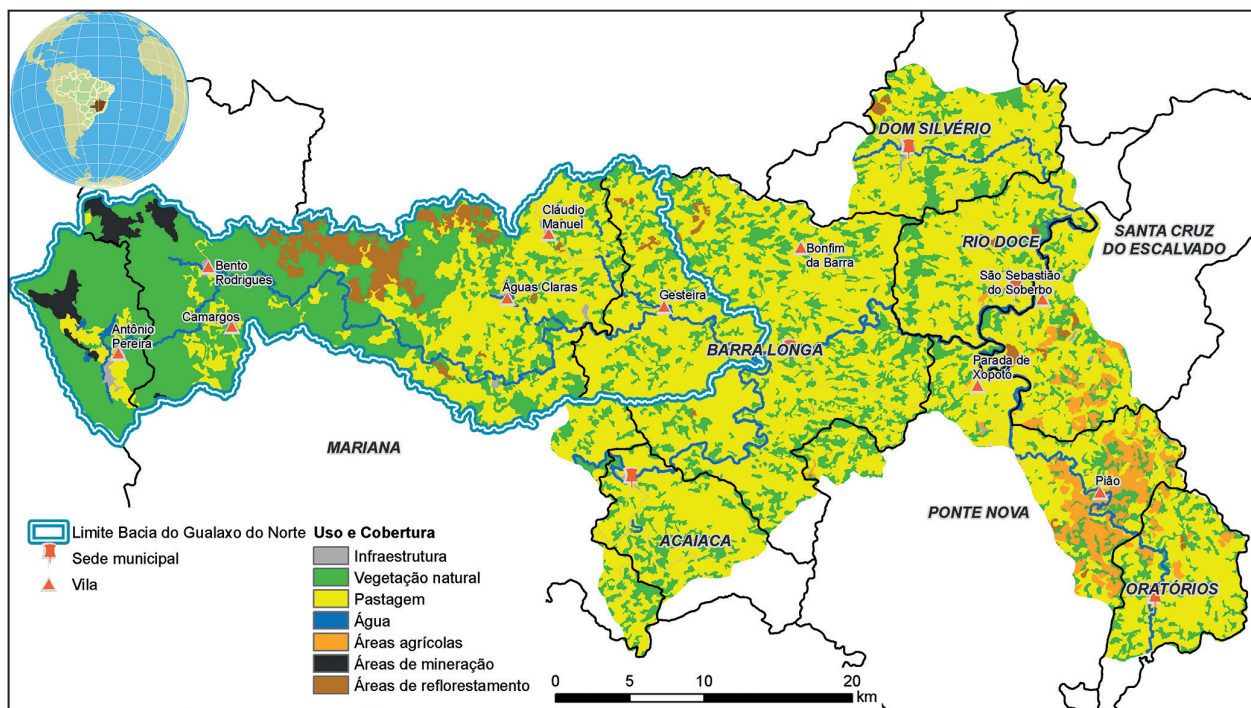 DOM SILVÉRIO
SANTA CRUZ
DO ESCALVADO
RIO DOCE
Cláudio
Manuel
Bonfim
da Barra
Bento
Rodrigues
São Sebastião
do Soberbo
Águas Claras
Gesteira
Camargos
Antônio
Pereira
BARRA LONGA
Parada de
Xopotó
MARIANA
Pião
PONTE NOVA
ACAIACA
ORATÓRIOS
Limite Bacia do Gualaxo do Norte
Sede municipal
Vila
Uso e Cobertura
Infraestrutura
Vegetação natural
Pastagem
Água
Áreas agrícolas
Áreas de mineração
Áreas de reflorestamento
0 5 10 20
km